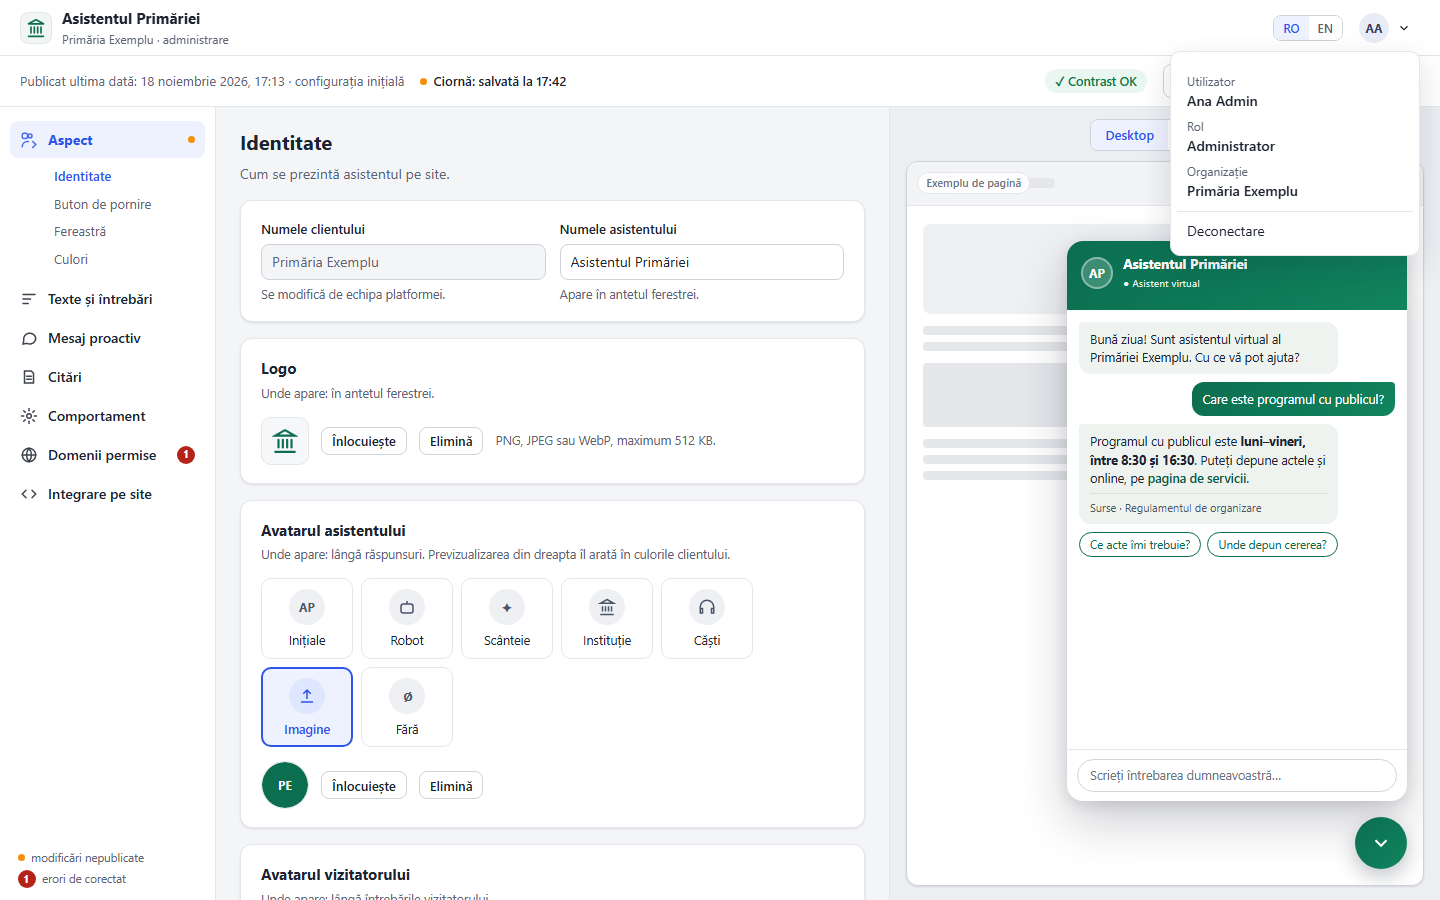 Asistentul Primăriei
Primăria Exemplu · administrare
RO EN
AA
Publicat ultima dată: 18 noiembrie 2026, 17:13 · configurația inițială
Ciornă: salvată la 17:42
✓ Contrast OK
Utilizator
Ana Admin
Rol
Administrator
Organizație
Primăria Exemplu
Deconectare
Aspect
Identitate
Buton de pornire
Fereastră
Culori
Texte și întrebări
Mesaj proactiv
Citări
Comportament
Domenii permise 1
Integrare pe site
modificări nepublicate
1 erori de corectat
Identitate
Cum se prezintă asistentul pe site.
Numele clientului
Primăria Exemplu
Se modifică de echipa platformei.
Numele asistentului
Asistentul Primăriei
Apare în antetul ferestrei.
Logo
Unde apare: în antetul ferestrei.
Înlocuiește
Elimină
PNG, JPEG sau WebP, maximum 512 KB.
Avatarul asistentului
Unde apare: lângă răspunsuri. Previzualizarea din dreapta îl arată în culorile clientului.
AP
Inițiale
Robot
Scânteie
Instituție
Căști
Imagine
Fără
PE
Înlocuiește
Elimină
Avatarul vizitatorului
Unde apare: lângă întrebările vizitatorului.
Desktop
Exemplu de pagină
AP
Asistentul Primăriei
● Asistent virtual
Bună ziua! Sunt asistentul virtual al
Primăriei Exemplu. Cu ce vă pot ajuta?
Care este programul cu publicul?
Programul cu publicul este luni–vineri,
între 8:30 și 16:30. Puteți depune actele și
online, pe pagina de servicii.
Surse · Regulamentul de organizare
Ce acte îmi trebuie?
Unde depun cererea?
Scrieți întrebarea dumneavoastră...